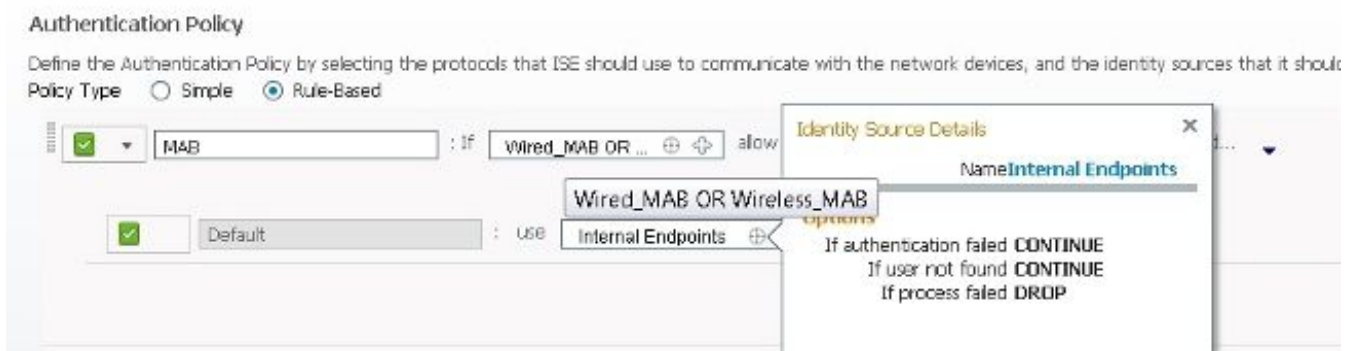 Authentication Policy
Define the Authentication Policy by selecting the protocols that ISE should use to communicate with the network devices, and the identity sources that it should
Policy Type Simple Rule-Based
MAB : If Wired_MAB OR ... allow
Identity Source Details
Name Internal Endpoints
Wired_MAB OR Wireless_MAB
Default : use Internal Endpoints
Options
If authentication failed CONTINUE
If user not found CONTINUE
If process failed DROP